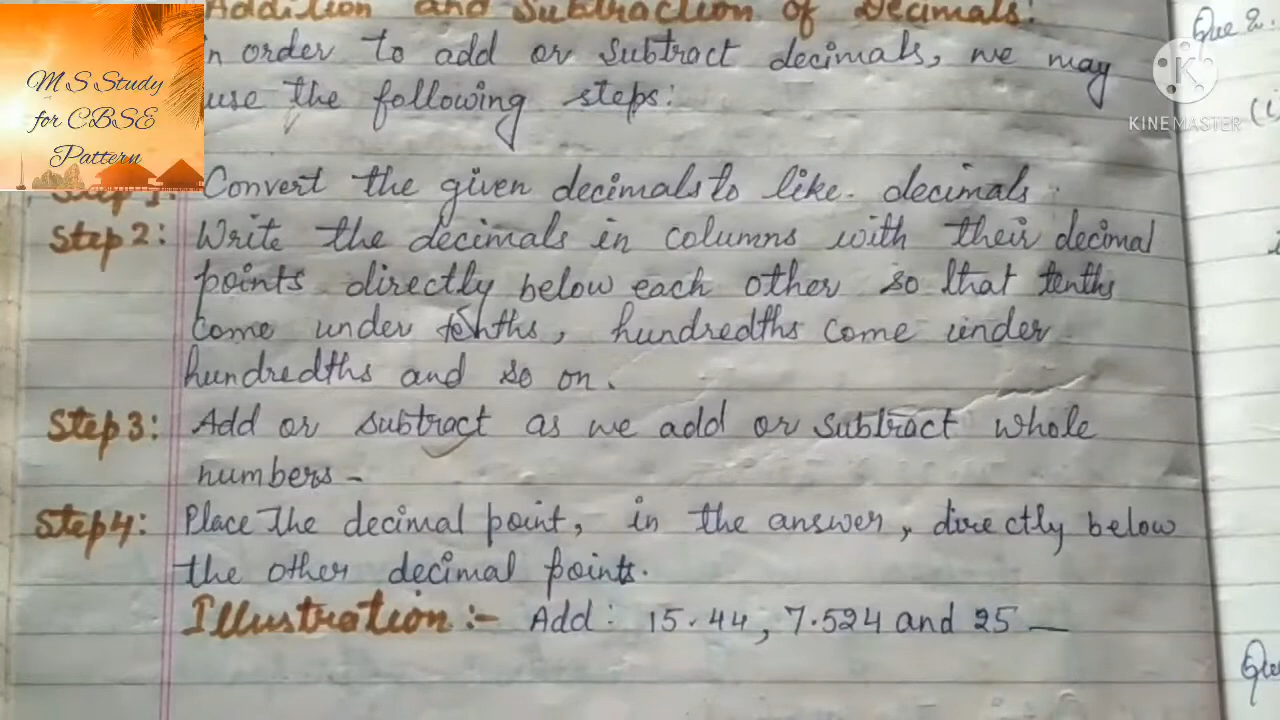 Addition and Subtraction of Decimals:
in order to add or subtract decimals, we may
use the following steps:
M S Study
for CBSE
Pattern
KINEMASTER
Que 2.
(i
Step 1: Convert the given decimals to like decimals.
Step 2: Write the decimals in columns with their decimal
points directly below each other so that tenths
come under tenths, hundredths come under
hundredths and so on.
Step 3: Add or subtract as we add or subtract whole
numbers -
Step 4: Place the decimal point, in the answer, directly below
the other decimal points.
Illustration :- Add: 15.44, 7.524 and 25 —